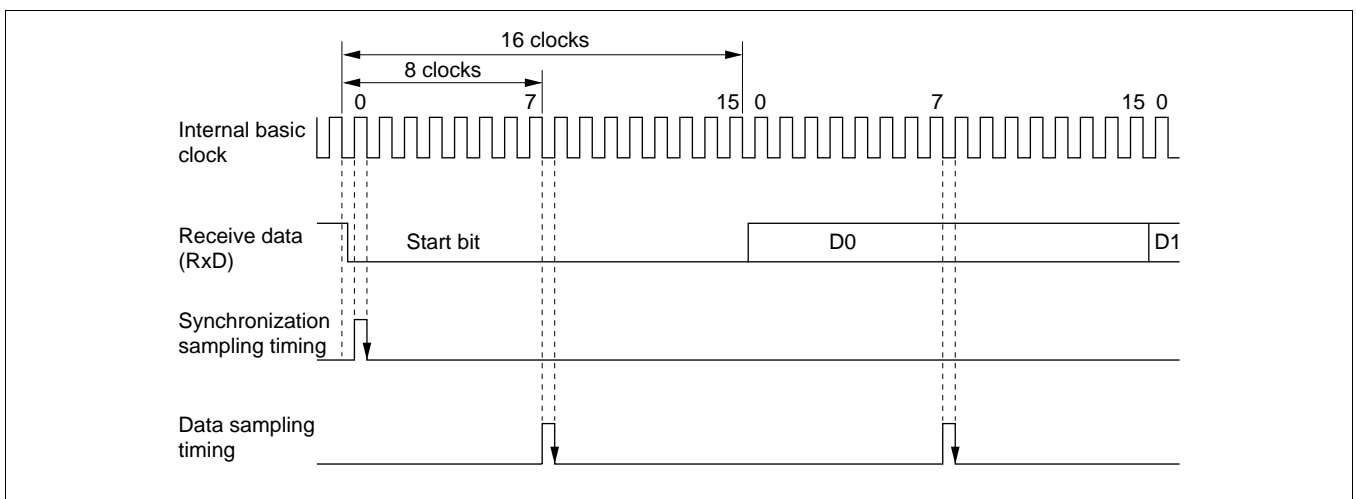 16 clocks
8 clocks
0 7 15 0 7 15 0
Internal basic
clock
Receive data
(RxD)
Start bit D0 D1
Synchronization
sampling timing
Data sampling
timing